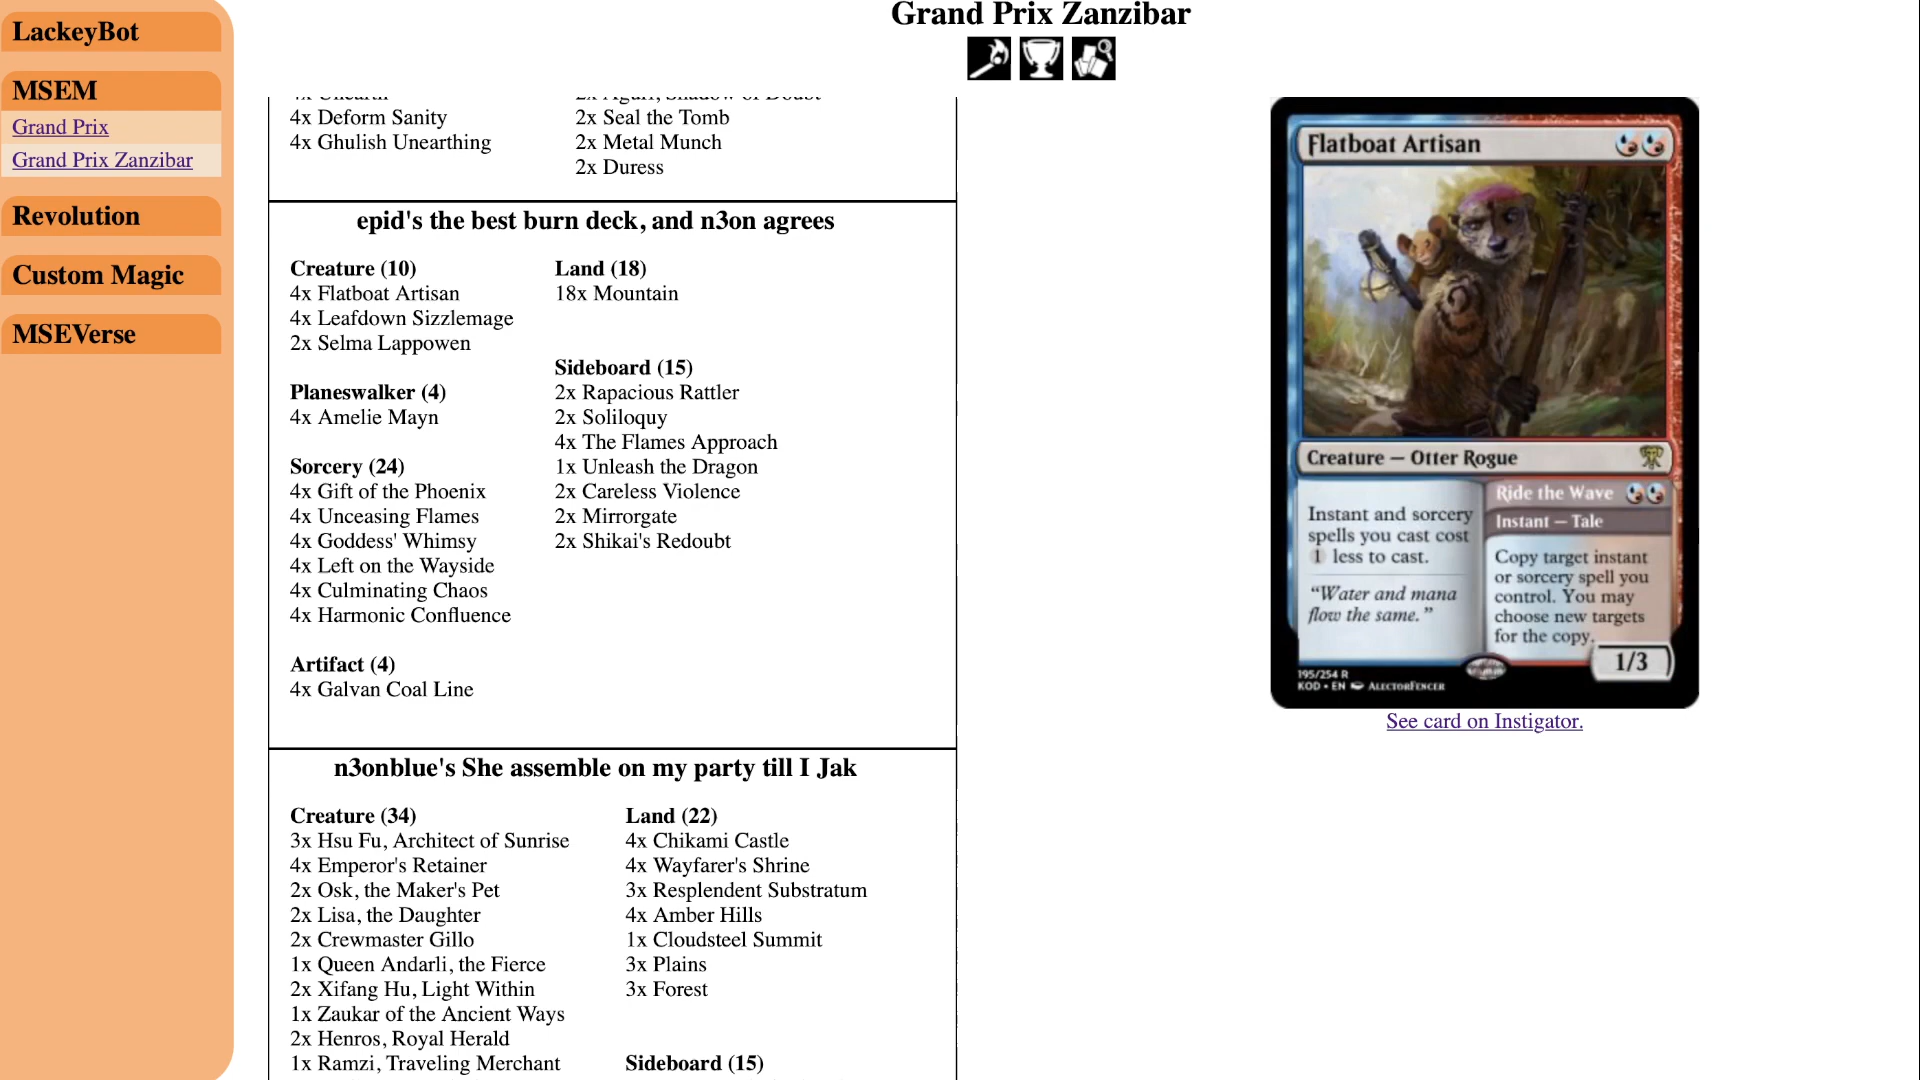 LackeyBot
MSEM
Grand Prix
Grand Prix Zanzibar
Revolution
Custom Magic
MSEVerse
Grand Prix Zanzibar
4x Unearth
4x Deform Sanity
4x Ghulish Unearthing
2x Seal the Tomb
2x Metal Munch
2x Duress
epid's the best burn deck, and n3on agrees
Creature (10)
4x Flatboat Artisan
4x Leafdown Sizzlemage
2x Selma Lappowen
Planeswalker (4)
4x Amelie Mayn
Sorcery (24)
4x Gift of the Phoenix
4x Unceasing Flames
4x Goddess' Whimsy
4x Left on the Wayside
4x Culminating Chaos
4x Harmonic Confluence
Artifact (4)
4x Galvan Coal Line
Land (18)
18x Mountain
Sideboard (15)
2x Rapacious Rattler
2x Soliloquy
4x The Flames Approach
1x Unleash the Dragon
2x Careless Violence
2x Mirrorgate
2x Shikai's Redoubt
n3onblue's She assemble on my party till I Jak
Creature (34)
3x Hsu Fu, Architect of Sunrise
4x Emperor's Retainer
2x Osk, the Maker's Pet
2x Lisa, the Daughter
2x Crewmaster Gillo
1x Queen Andarli, the Fierce
2x Xifang Hu, Light Within
1x Zaukar of the Ancient Ways
2x Henros, Royal Herald
1x Ramzi, Traveling Merchant
Land (22)
4x Chikami Castle
4x Wayfarer's Shrine
3x Resplendent Substratum
4x Amber Hills
1x Cloudsteel Summit
3x Plains
3x Forest
Sideboard (15)
Flatboat Artisan
Creature — Otter Rogue
Instant and sorcery
spells you cast cost
1 less to cast.
“Water and mana
flow the same.”
Ride the Wave
Instant — Tale
Copy target instant
or sorcery spell you
control. You may
choose new targets
for the copy.
1/3
195/254 R
KOD • EN AlectorFencer
See card on Instigator.